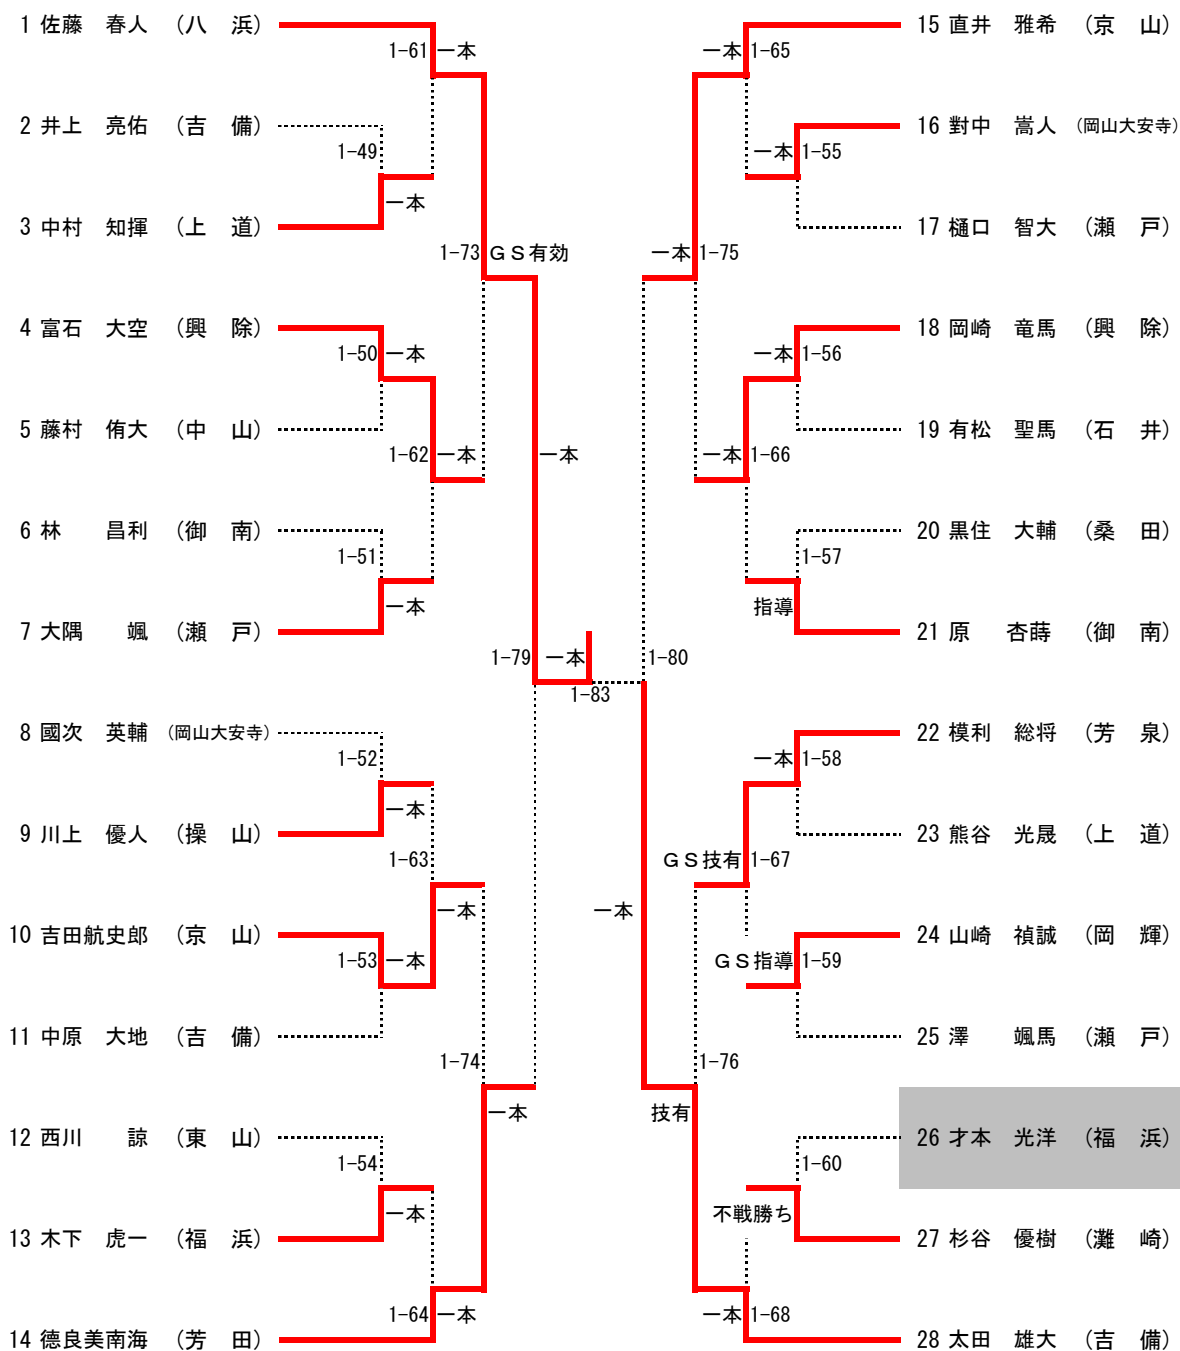 1 佐藤　春人　（八　浜）
1-61 一本
2 井上　亮佑　（吉　備）
1-49
一本
3 中村　知揮　（上　道）
1-73 ＧＳ有効
4 富石　大空　（興　除）
1-50 一本
5 藤村　侑大　（中　山）
1-62 一本
一本
6 林　　昌利　（御　南）
1-51
一本
7 大隅　　颯　（瀬　戸）
1-79 一本
1-83
8 國次　英輔　（岡山大安寺）
1-52
一本
9 川上　優人　（操　山）
1-63
一本
10 吉田航史郎　（京　山）
1-53 一本
11 中原　大地　（吉　備）
1-74
一本
12 西川　　諒　（東　山）
1-54
一本
13 木下　虎一　（福　浜）
1-64 一本
14 德良美南海　（芳　田）
15 直井　雅希　（京　山）
一本 1-65
16 對中　嵩人　（岡山大安寺）
一本 1-55
17 樋口　智大　（瀬　戸）
一本 1-75
18 岡崎　竜馬　（興　除）
一本 1-56
19 有松　聖馬　（石　井）
一本 1-66
20 黒住　大輔　（桑　田）
1-57
指導
21 原　　杏蒔　（御　南）
1-80
22 模利　総将　（芳　泉）
一本 1-58
23 熊谷　光晟　（上　道）
ＧＳ技有 1-67
一本
24 山崎　禎誠　（岡　輝）
ＧＳ指導 1-59
25 澤　　颯馬　（瀬　戸）
1-76
技有
26 才本　光洋　（福　浜）
1-60
不戦勝ち
27 杉谷　優樹　（灘　崎）
一本 1-68
28 太田　雄大　（吉　備）